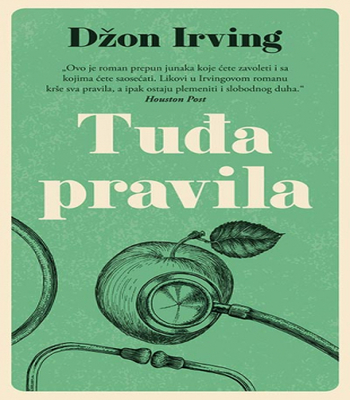 Džon Irving
„Ovo je roman prepun junaka koje ćete zavoleti i sa
kojima ćete saosećati. Likovi u Irvingovom romanu
krše sva pravila, a ipak ostaju plemeniti i slobodnog duha.“
Houston Post
Tuđa
pravila